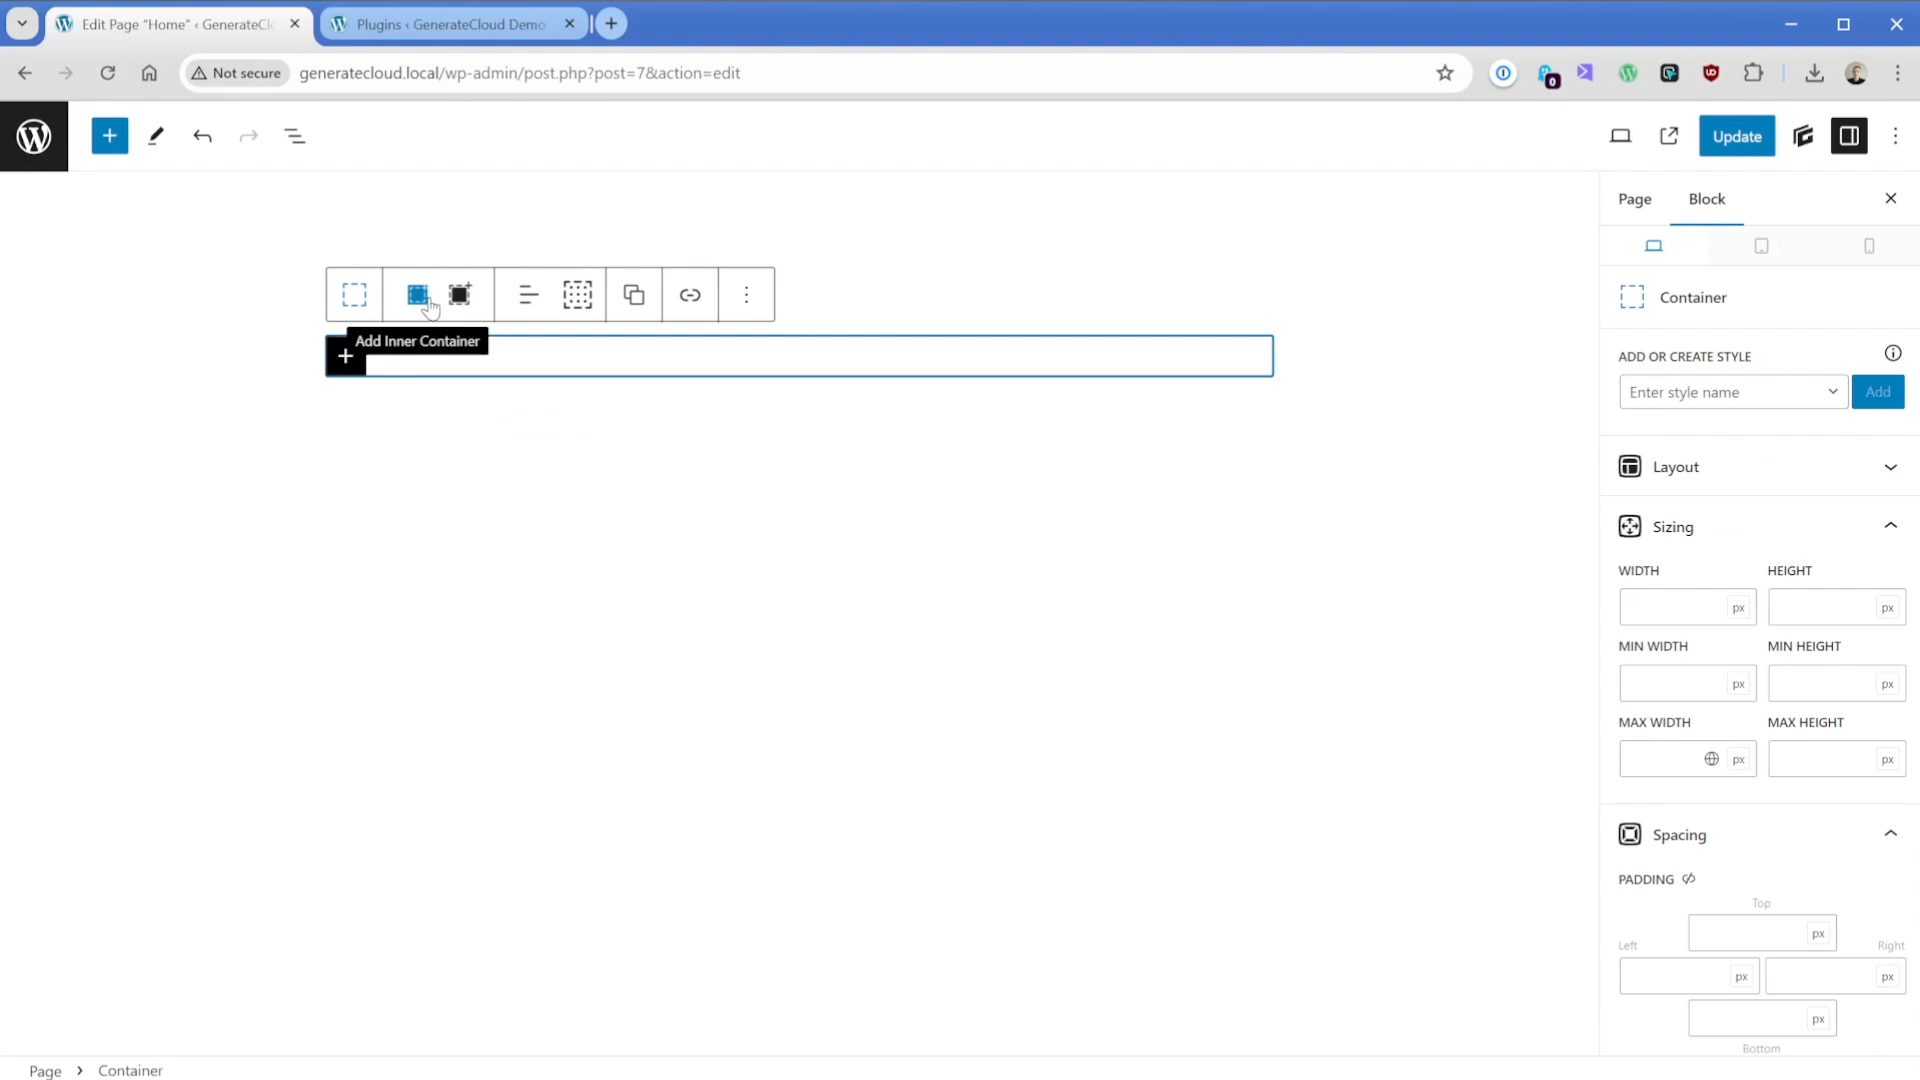 Edit Page "Home" ‹ GenerateClo
Plugins ‹ GenerateCloud Demo
Not secure
generatecloud.local/wp-admin/post.php?post=7&action=edit
0
Update
Page
Block
Container
Add Inner Container
ADD OR CREATE STYLE
Enter style name
Add
Layout
Sizing
WIDTH
HEIGHT
px
px
MIN WIDTH
MIN HEIGHT
px
px
MAX WIDTH
MAX HEIGHT
px
px
Spacing
PADDING
Top
px
Left
Right
px
px
px
Bottom
Page
Container